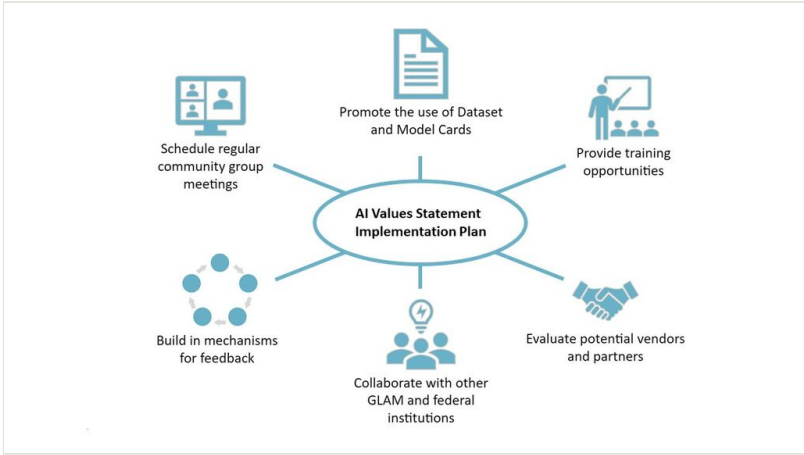 Promote the use of Dataset
and Model Cards
Schedule regular
community group
meetings
Provide training
opportunities
AI Values Statement
Implementation Plan
Build in mechanisms
for feedback
Evaluate potential vendors
and partners
Collaborate with other
GLAM and federal
institutions